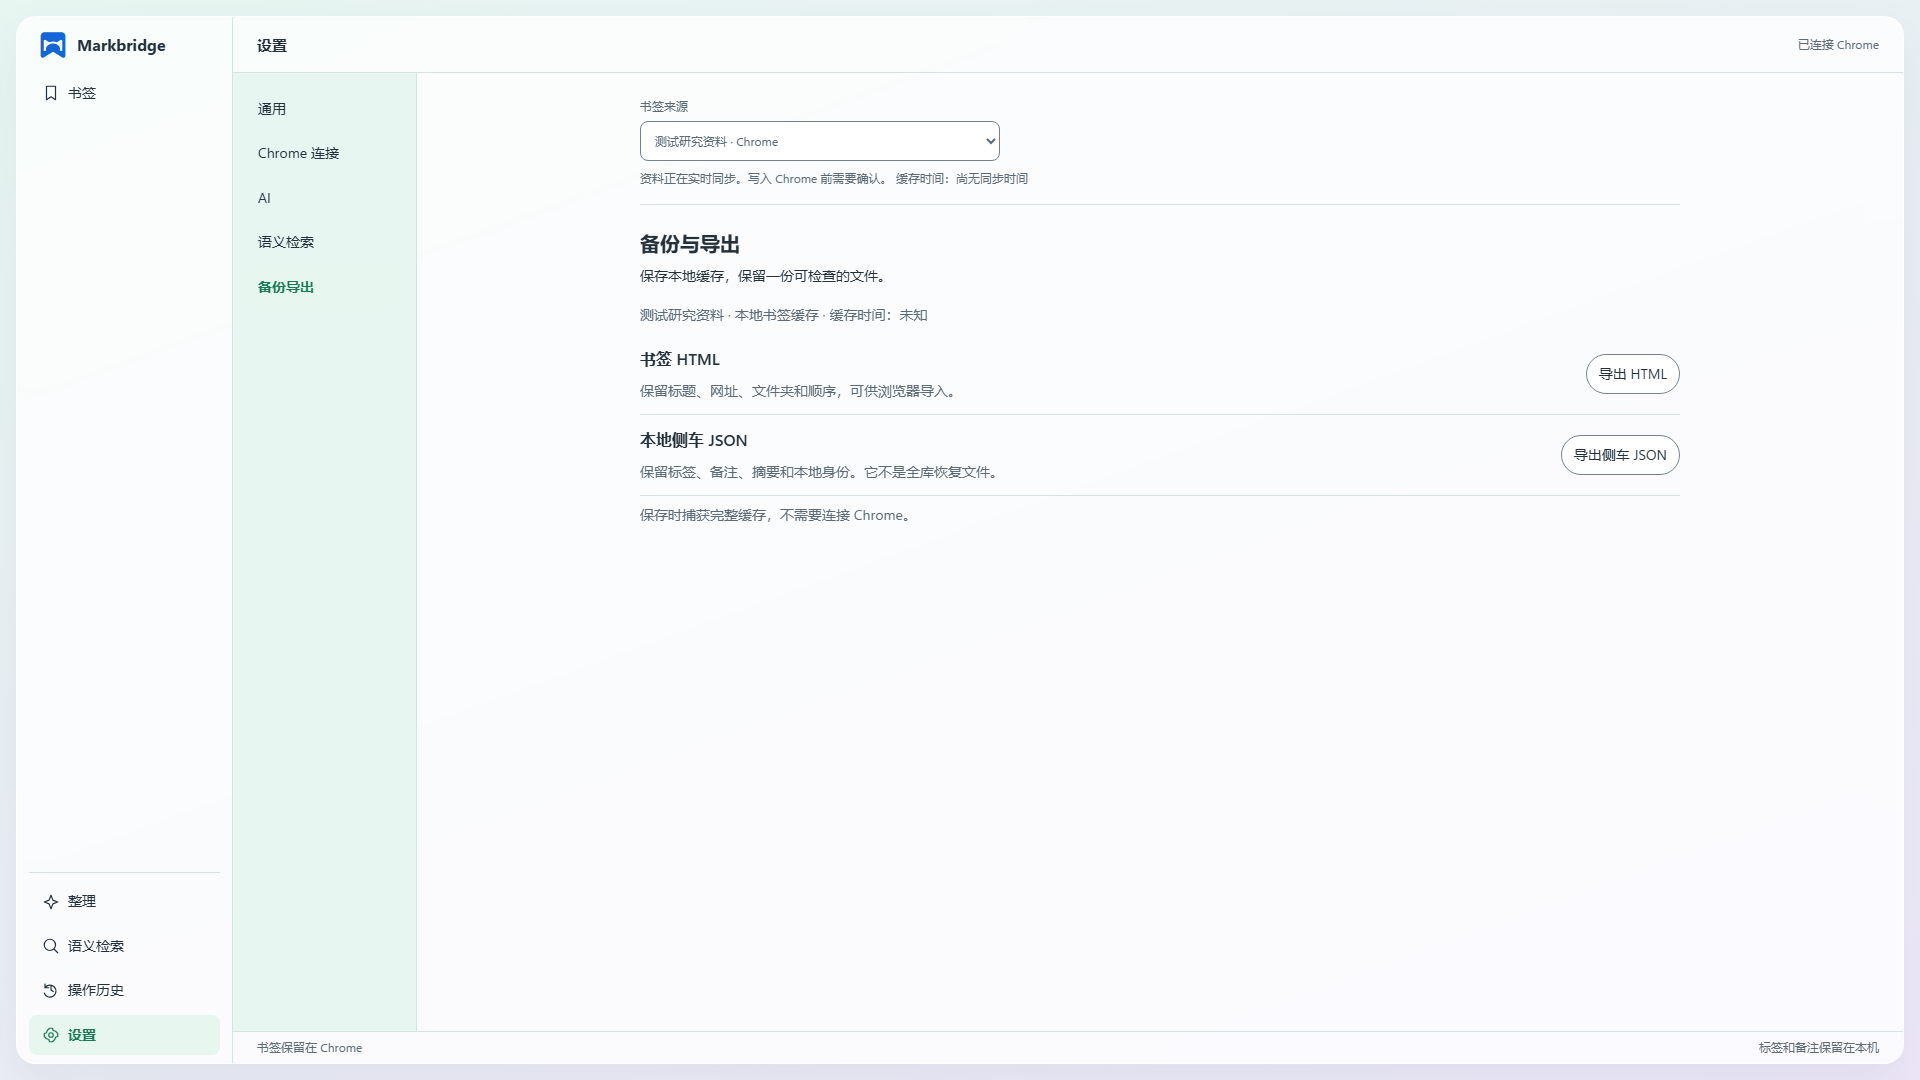 Markbridge
书签
整理
语义检索
操作历史
设置
设置
已连接 Chrome
通用
Chrome 连接
AI
语义检索
备份导出
书签来源
测试研究资料 · Chrome
资料正在实时同步。写入 Chrome 前需要确认。 缓存时间：尚无同步时间
备份与导出
保存本地缓存，保留一份可检查的文件。
测试研究资料 · 本地书签缓存 · 缓存时间：未知
书签 HTML
保留标题、网址、文件夹和顺序，可供浏览器导入。
导出 HTML
本地侧车 JSON
保留标签、备注、摘要和本地身份。它不是全库恢复文件。
导出侧车 JSON
保存时捕获完整缓存，不需要连接 Chrome。
书签保留在 Chrome
标签和备注保留在本机